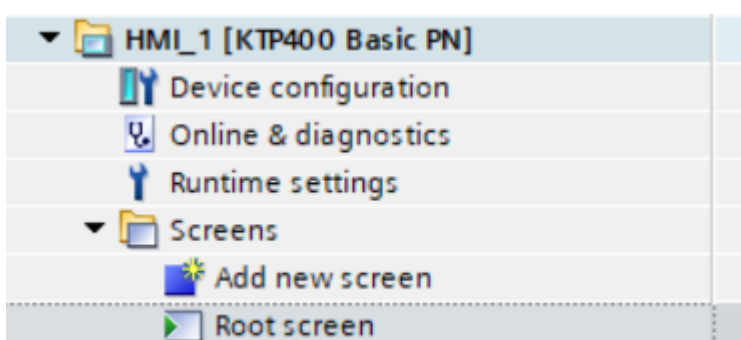 HMI_1 [KTP400 Basic PN]
Device configuration
Online & diagnostics
Runtime settings
Screens
Add new screen
Root screen